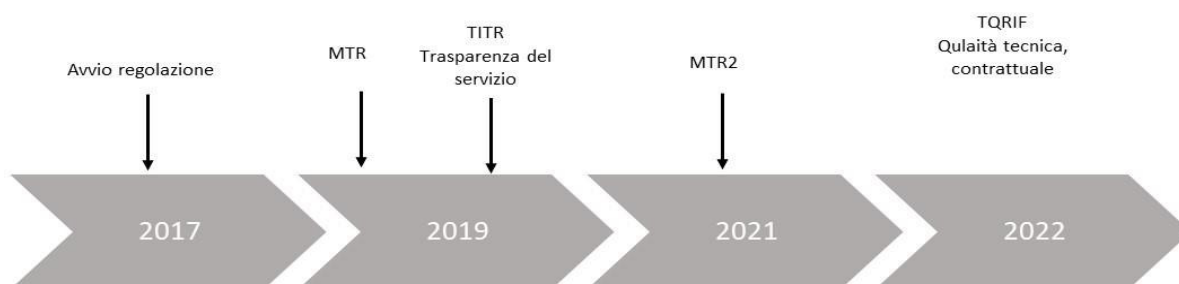 Avvio regolazione
MTR
TITR
Trasparenza del
servizio
MTR2
TQRIF
Qulaità tecnica,
contrattuale
2017
2019
2021
2022